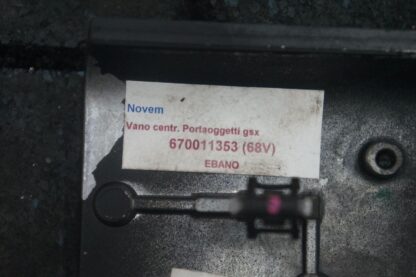 Novem
Vano centr. Portaoggetti gsx
670011353 (68V)
EBANO